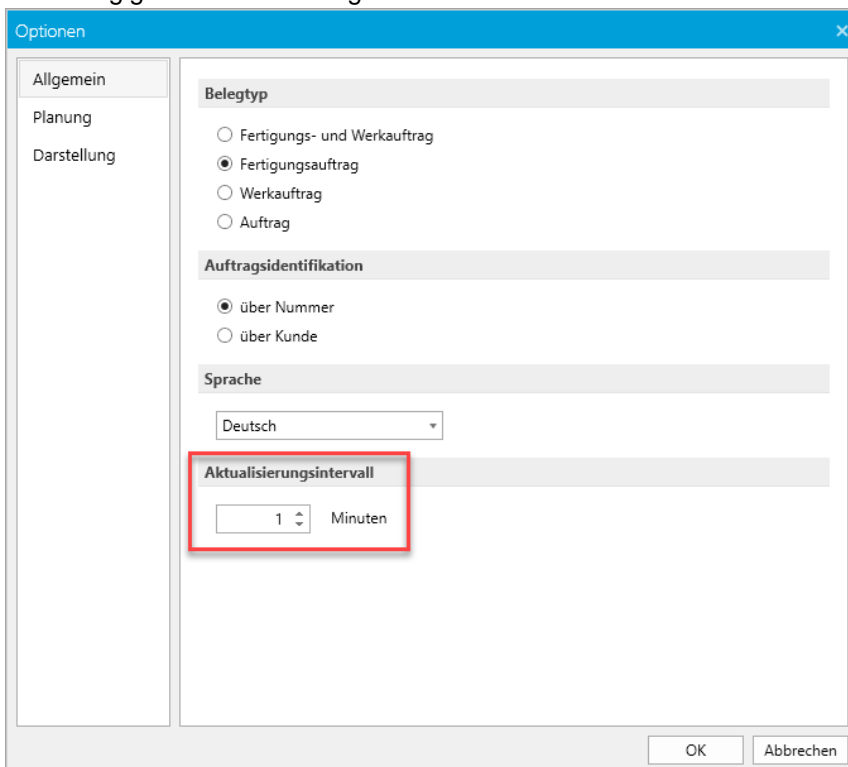 Optionen
Allgemein
Planung
Darstellung
Belegtyp
Fertigungs- und Werkauftrag
Fertigungsauftrag
Werkauftrag
Auftrag
Auftragsidentifikation
über Nummer
über Kunde
Sprache
Deutsch
Aktualisierungsintervall
1 Minuten
OK Abbrechen